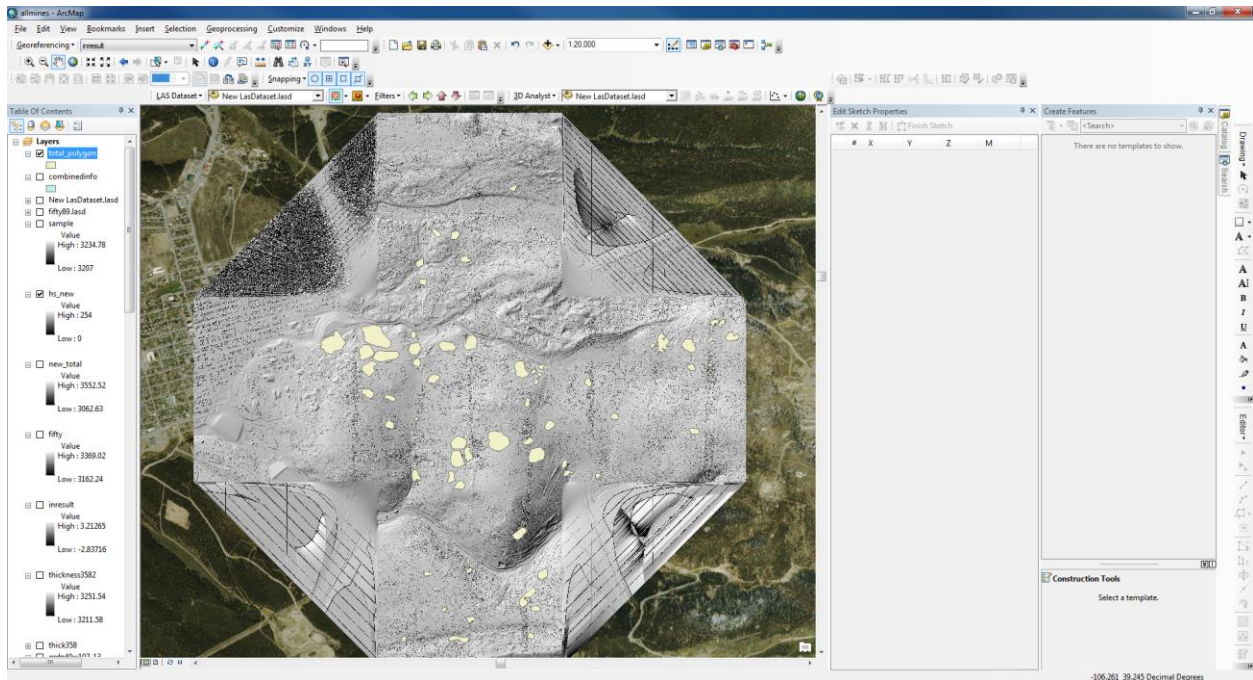 allmines - ArcMap
File Edit View Bookmarks Insert Selection Geoprocessing Customize Windows Help
Georeferencing inresult 1:20,000
Snapping
LAS Dataset New LasDataset.lasd Filters 3D Analyst New LasDataset.lasd
Table Of Contents
Layers
total_polygon
combinedinfo
New LasDataset.lasd
fifty89.lasd
sample
Value
High : 3234.78
Low : 3207
hs_new
Value
High : 254
Low : 0
new_total
Value
High : 3552.52
Low : 3062.63
fifty
Value
High : 3369.02
Low : 3162.24
inresult
Value
High : 3.21265
Low : -2.83716
thickness3582
Value
High : 3251.54
Low : 3211.58
thick358
Edit Sketch Properties
Finish Sketch
# X Y Z M
Create Features
<Search>
There are no templates to show.
Construction Tools
Select a template.
Catalog
Search
Drawing
Editor
-106.261 39.245 Decimal Degrees